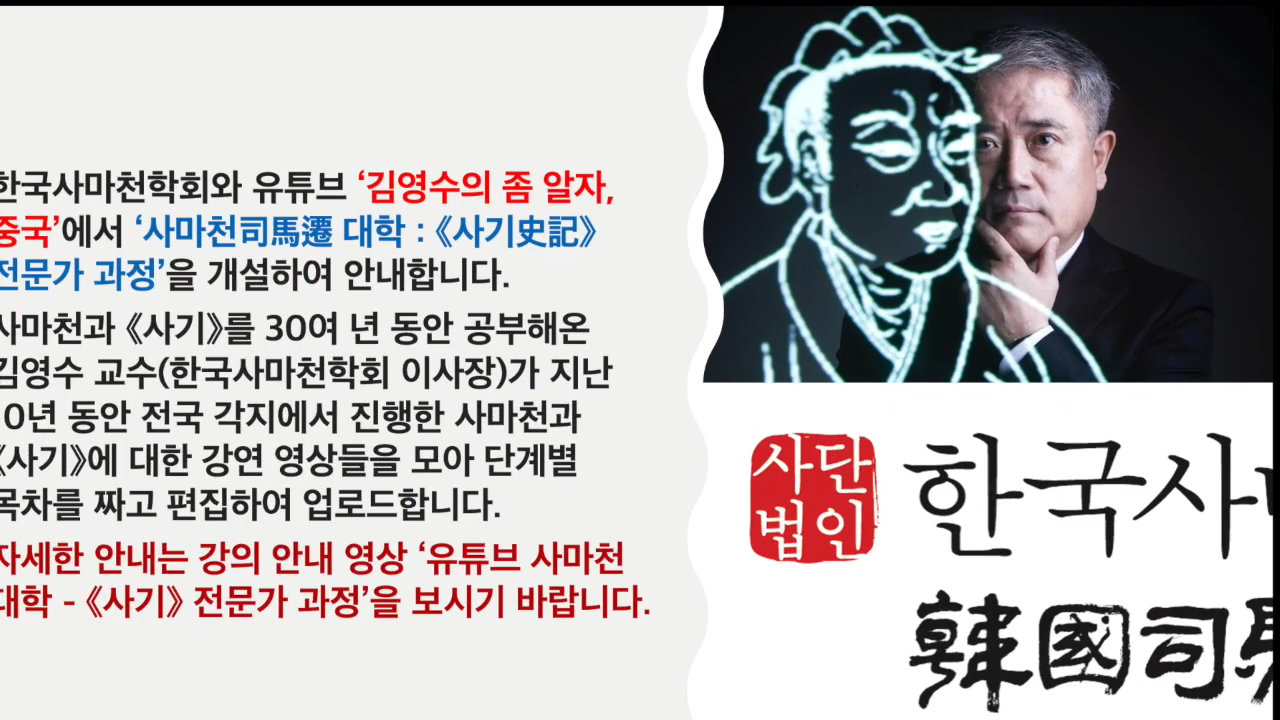 한국사마천학회와 유튜브 ‘김영수의 좀 알자,
중국’에서 ‘사마천司馬遷 대학 : 《사기史記》
전문가 과정’을 개설하여 안내합니다.
사마천과 《사기》를 30여 년 동안 공부해온
김영수 교수(한국사마천학회 이사장)가 지난
10년 동안 전국 각지에서 진행한 사마천과
《사기》에 대한 강연 영상들을 모아 단계별
목차를 짜고 편집하여 업로드합니다.
자세한 안내는 강의 안내 영상 ‘유튜브 사마천
대학 - 《사기》 전문가 과정’을 보시기 바랍니다.
사단
법인
한국사
韓國司